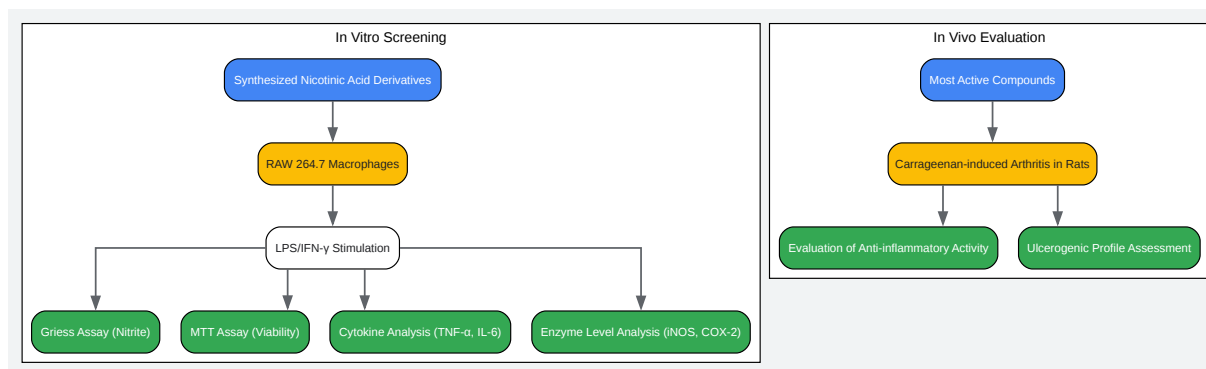 In Vitro Screening
Synthesized Nicotinic Acid Derivatives
RAW 264.7 Macrophages
LPS/IFN-γ Stimulation
Griess Assay (Nitrite)
MTT Assay (Viability)
Cytokine Analysis (TNF-α, IL-6)
Enzyme Level Analysis (iNOS, COX-2)
In Vivo Evaluation
Most Active Compounds
Carrageenan-induced Arthritis in Rats
Evaluation of Anti-inflammatory Activity
Ulcerogenic Profile Assessment